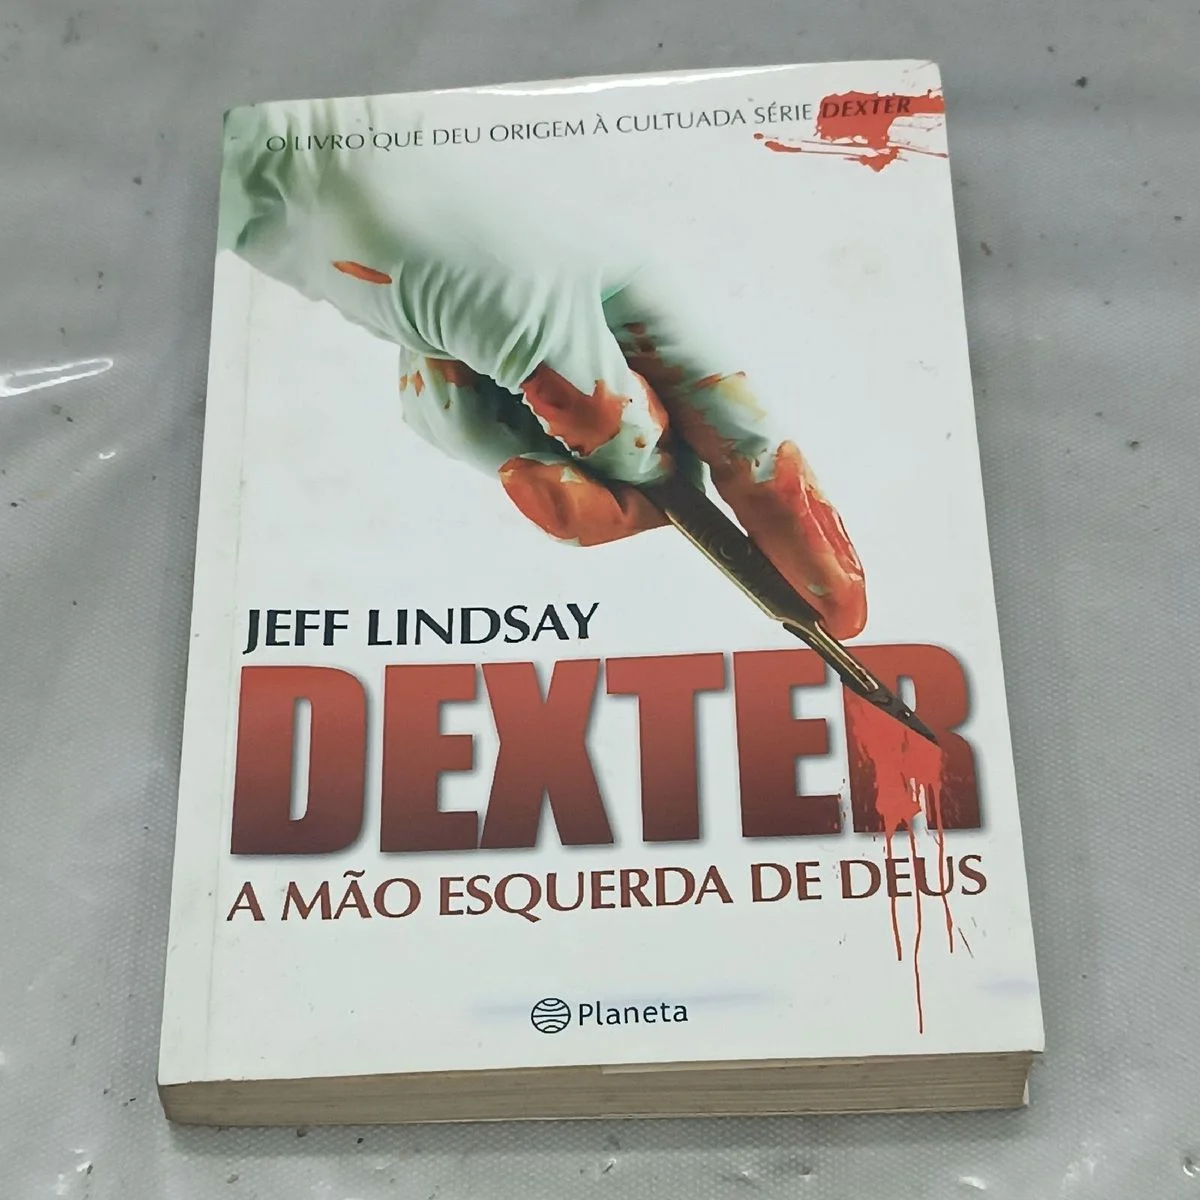 O LIVRO QUE DEU ORIGEM À CULTUADA SÉRIE DEXTER
JEFF LINDSAY
DEXTER
A MÃO ESQUERDA DE DEUS
Planeta